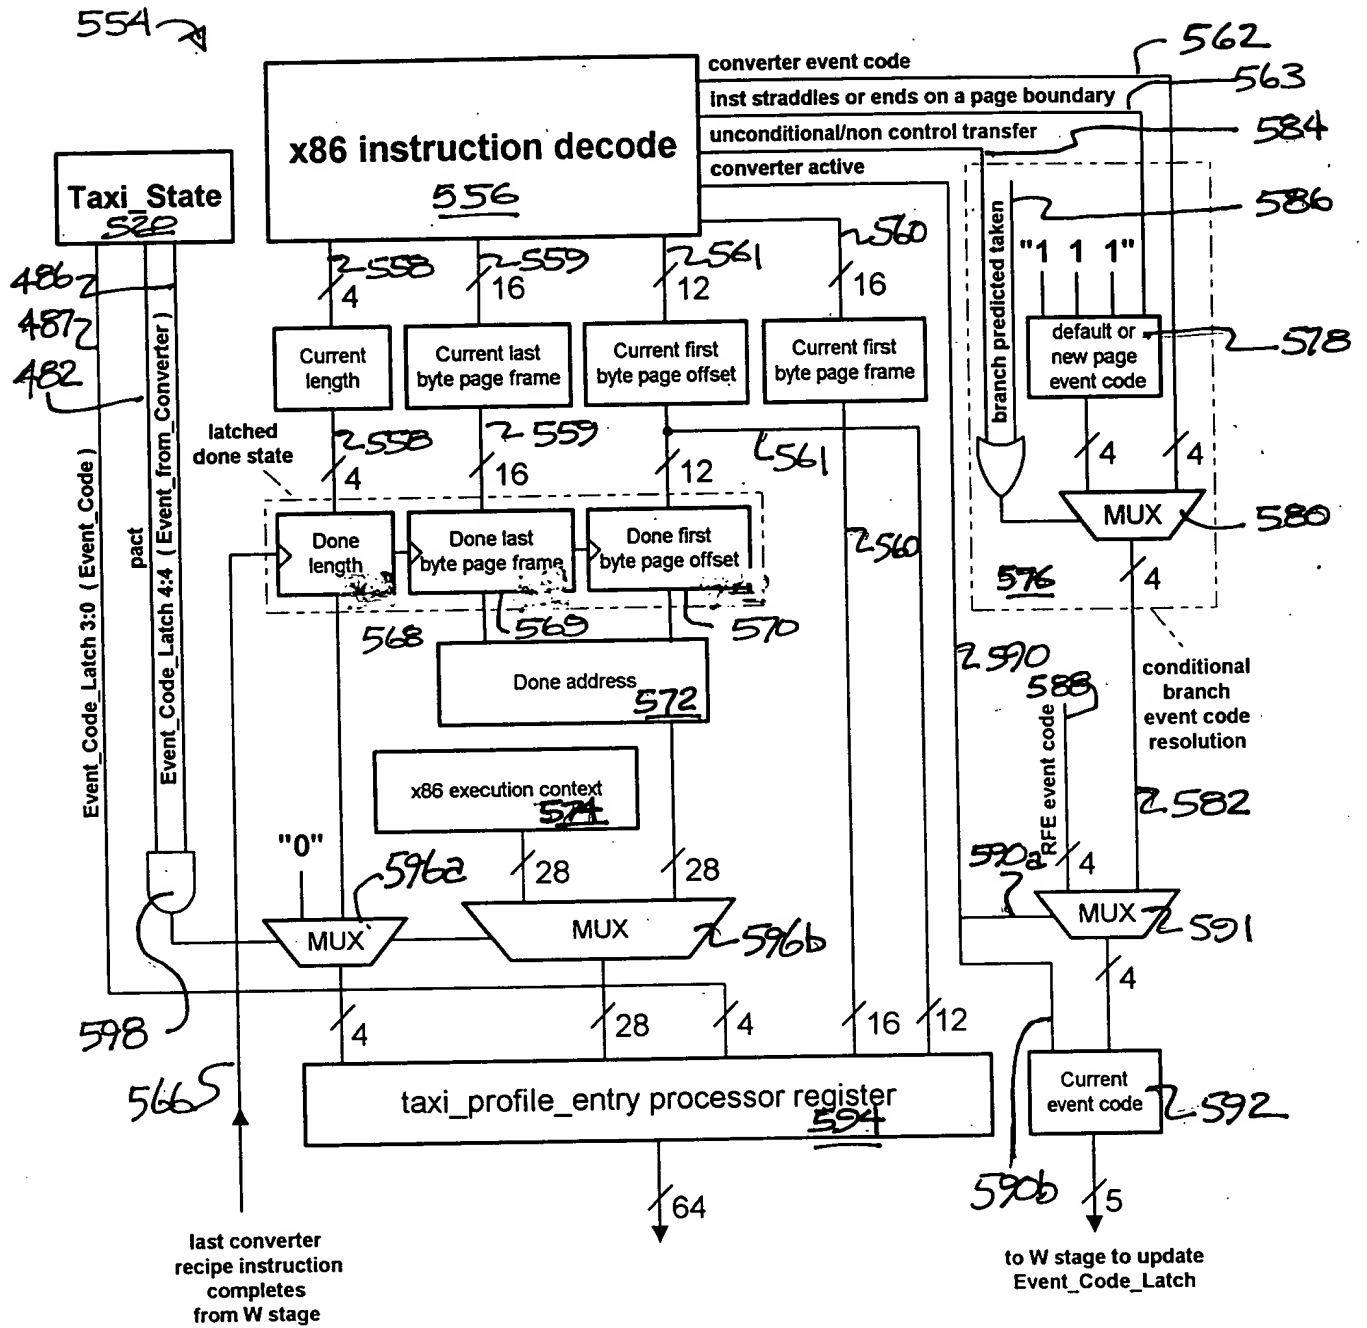 554
562
converter event code
563
inst straddles or ends on a page boundary
584
unconditional/non control transfer
converter active
x86 instruction decode
556
Taxi_State
520
586
branch predicted taken
"1 1 1"
default or
new page
event code
578
486
487
482
558
4
559
16
561
12
560
16
Current
length
Current last
byte page frame
Current first
byte page offset
Current first
byte page frame
latched
done state
558
4
559
16
12
561
4
4
MUX
580
576
4
Event_Code_Latch 3:0 ( Event_Code )
pact
Event_Code_Latch 4:4 ( Event_from_Converter )
Done
length
Done last
byte page frame
Done first
byte page offset
560
568
569
570
Done address
572
590
588
RFE event code
conditional
branch
event code
resolution
x86 execution context
574
582
"0"
596a
28
28
590a
4
MUX
MUX
596b
MUX
591
4
598
4
28
4
16
12
566
taxi_profile_entry processor register
594
Current
event code
592
590b
64
5
last converter
recipe instruction
completes
from W stage
to W stage to update
Event_Code_Latch